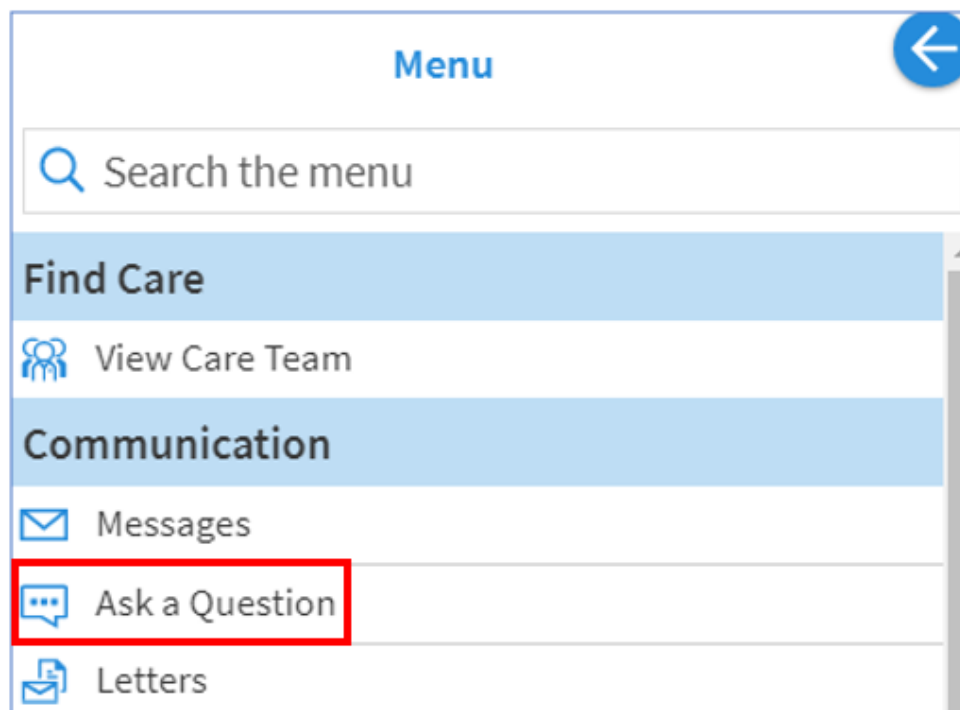 Menu
Search the menu
Find Care
View Care Team
Communication
Messages
Ask a Question
Letters